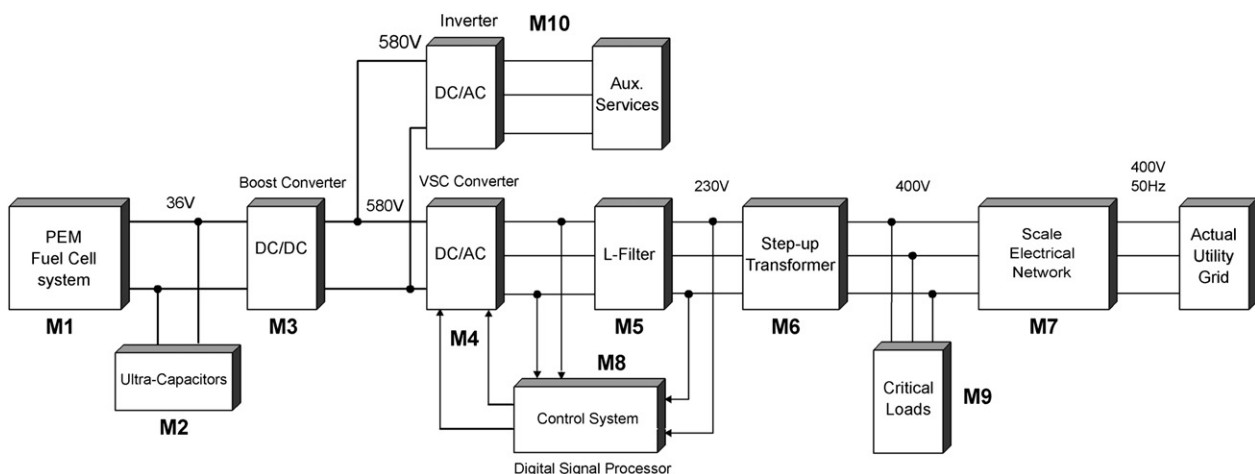 Inverter
M10
580V
DC/AC
Aux.
Services
Boost Converter
VSC Converter
36V
580V
230V
400V
400V
50Hz
PEM
Fuel Cell
system
DC/DC
DC/AC
L-Filter
Step-up
Transformer
Scale
Electrical
Network
Actual
Utility
Grid
M1
M3
M4
M5
M6
M7
Ultra-Capacitors
M2
M8
Control System
Digital Signal Processor
Critical
Loads
M9